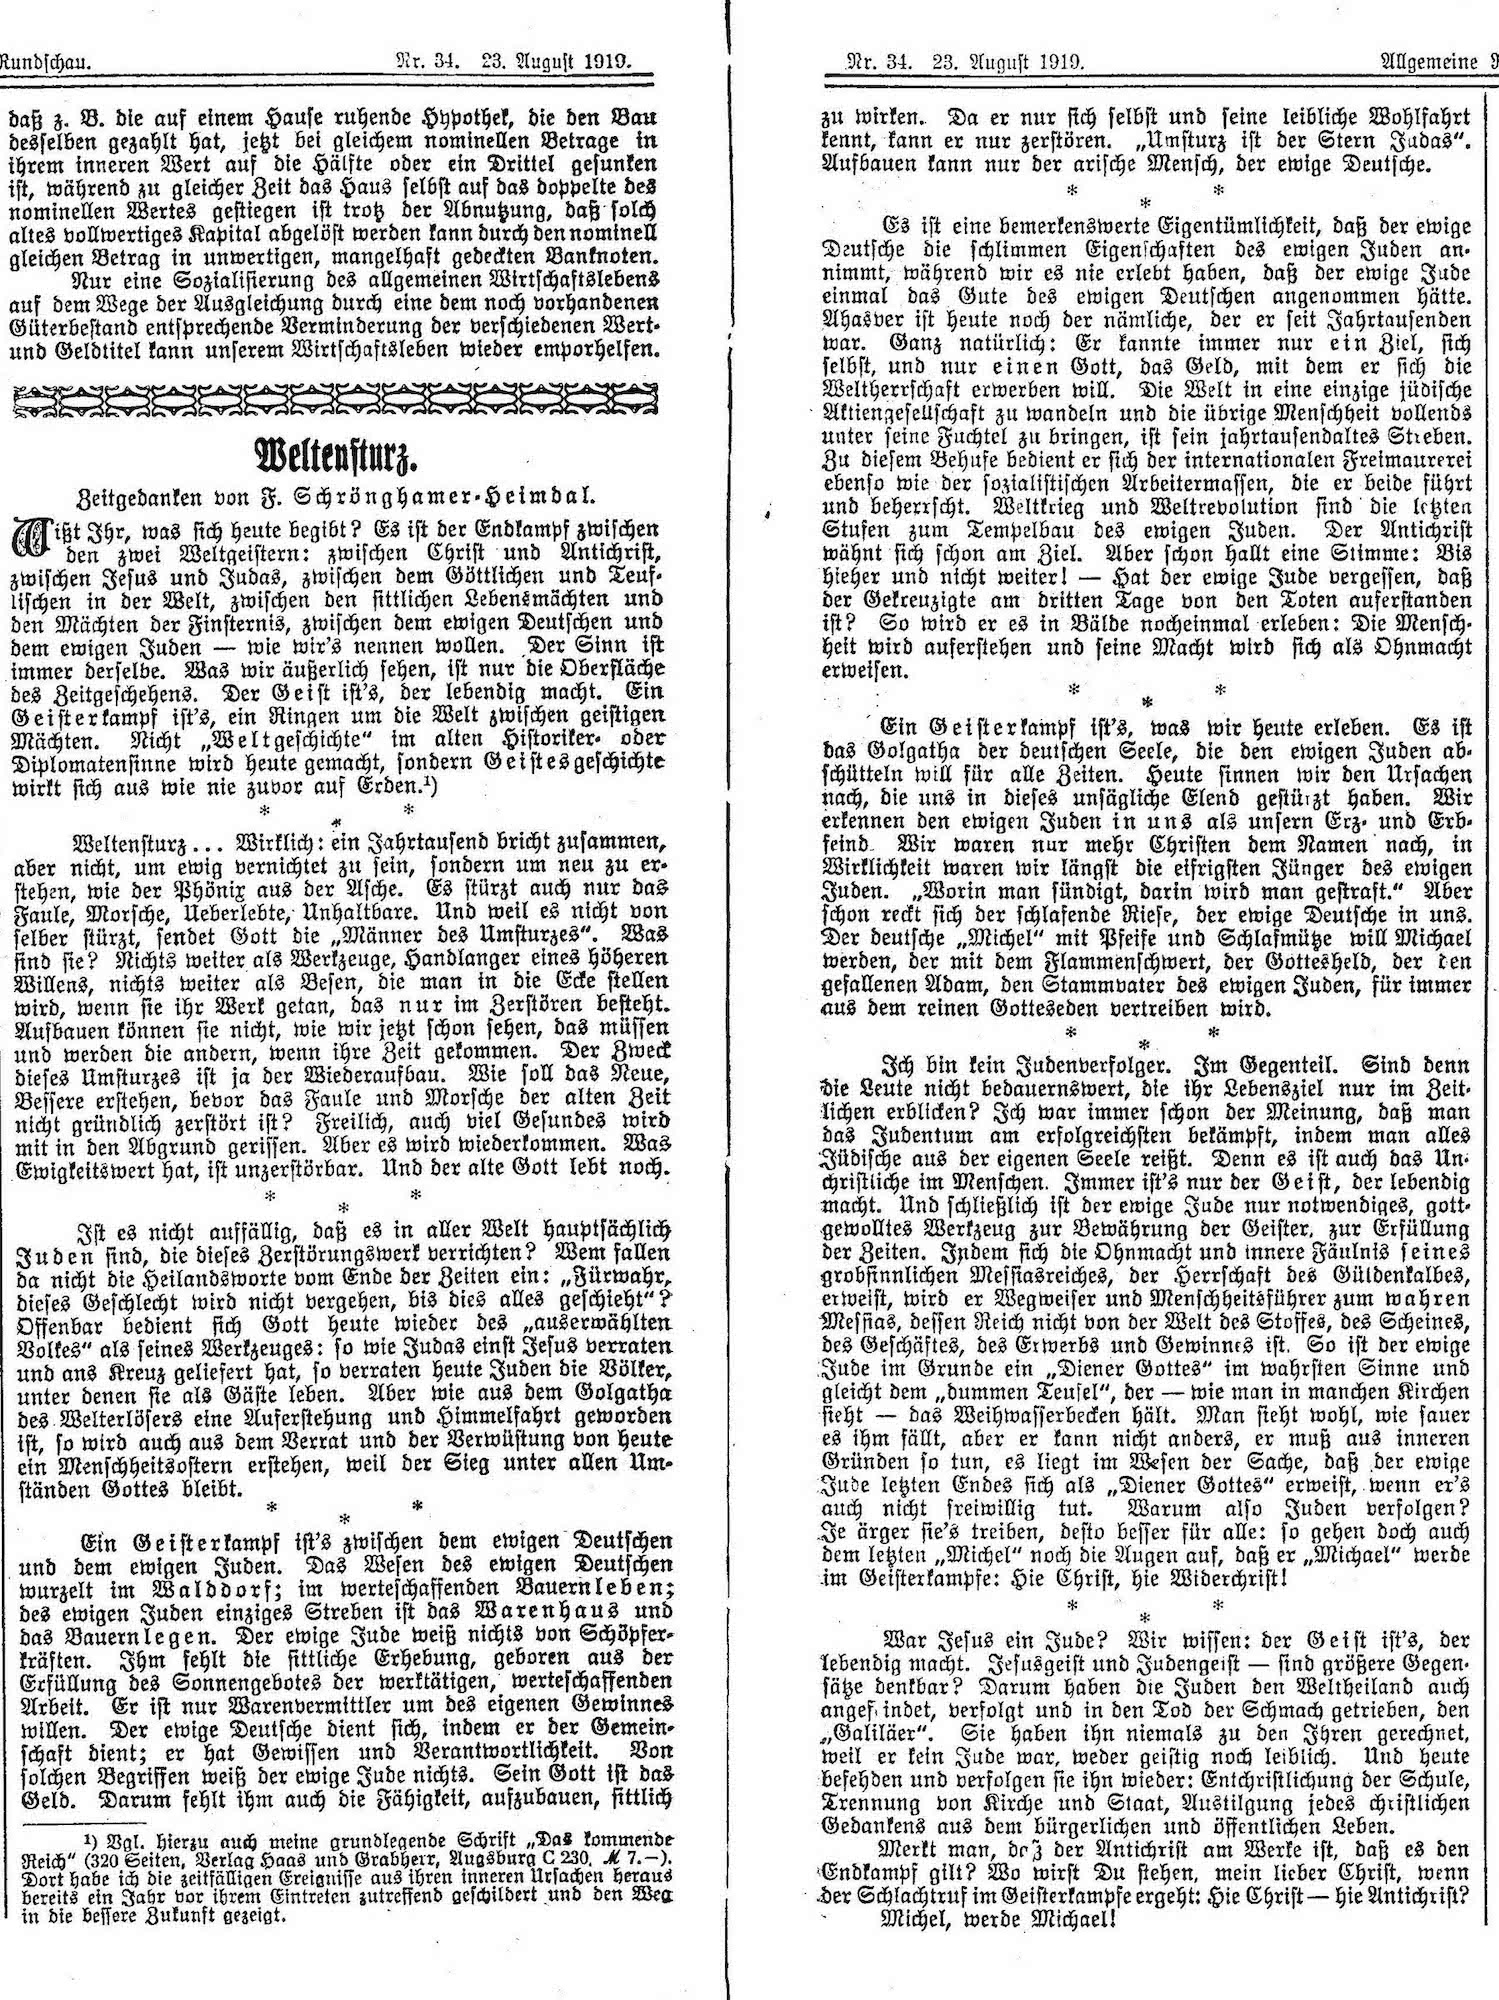 Rundschau. Nr. 34. 23. August 1919.
daß z. B. die auf einem Hause ruhende Hypothek, die den Bau
desselben gezahlt hat, jetzt bei gleichem nominellen Betrage in
ihrem inneren Wert auf die Hälfte oder ein Drittel gesunken
ist, während zu gleicher Zeit das Haus selbst auf das doppelte des
nominellen Wertes gestiegen ist trotz der Abnutzung, daß solch
altes vollwertiges Kapital abgelöst werden kann durch den nominell
gleichen Betrag in unwertigen, mangelhaft gedeckten Banknoten.
Nur eine Sozialisierung des allgemeinen Wirtschaftslebens
auf dem Wege der Ausgleichung durch eine dem noch vorhandenen
Güterbestand entsprechende Verminderung der verschiedenen Wert-
und Geldtitel kann unserem Wirtschaftsleben wieder emporhelfen.
Weltensturz.
Zeitgedanken von F. Schrönghamer-Heimdal.
Wißt Ihr, was sich heute begibt? Es ist der Endkampf zwischen
den zwei Weltgeistern: zwischen Christ und Antichrist,
zwischen Jesus und Judas, zwischen dem Göttlichen und Teuf-
lischen in der Welt, zwischen den sittlichen Lebensmächten und
den Mächten der Finsternis, zwischen dem ewigen Deutschen und
dem ewigen Juden — wie wir's nennen wollen. Der Sinn ist
immer derselbe. Was wir äußerlich sehen, ist nur die Oberfläche
des Zeitgeschehens. Der Geist ist's, der lebendig macht. Ein
Geisterkampf ist's, ein Ringen um die Welt zwischen geistigen
Mächten. Nicht „Weltgeschichte“ im alten Historiker- oder
Diplomatensinne wird heute gemacht, sondern Geistesgeschichte
wirkt sich aus wie nie zuvor auf Erden.¹)
* * *
Weltensturz... Wirklich: ein Jahrtausend bricht zusammen,
aber nicht, um ewig vernichtet zu sein, sondern um neu zu er-
stehen, wie der Phönix aus der Asche. Es stürzt auch nur das
Faule, Morsche, Ueberlebte, Unhaltbare. Und weil es nicht von
selber stürzt, sendet Gott die „Männer des Umsturzes“. Was
sind sie? Nichts weiter als Werkzeuge, Handlanger eines höheren
Willens, nichts weiter als Besen, die man in die Ecke stellen
wird, wenn sie ihr Werk getan, das nur im Zerstören besteht.
Aufbauen können sie nicht, wie wir jetzt schon sehen, das müssen
und werden die andern, wenn ihre Zeit gekommen. Der Zweck
dieses Umsturzes ist ja der Wiederaufbau. Wie soll das Neue,
Bessere erstehen, bevor das Faule und Morsche der alten Zeit
nicht gründlich zerstört ist? Freilich, auch viel Gesundes wird
mit in den Abgrund gerissen. Aber es wird wiederkommen. Was
Ewigkeitswert hat, ist unzerstörbar. Und der alte Gott lebt noch.
* * *
Ist es nicht auffällig, daß es in aller Welt hauptsächlich
Juden sind, die dieses Zerstörungswerk verrichten? Wem fallen
da nicht die Heilandsworte vom Ende der Zeiten ein: „Fürwahr,
dieses Geschlecht wird nicht vergehen, bis dies alles geschieht“?
Offenbar bedient sich Gott heute wieder des „auserwählten
Volkes“ als seines Werkzeuges: so wie Judas einst Jesus verraten
und ans Kreuz geliefert hat, so verraten heute Juden die Völker,
unter denen sie als Gäste leben. Aber wie aus dem Golgatha
des Welterlösers eine Auferstehung und Himmelfahrt geworden
ist, so wird auch aus dem Verrat und der Verwüstung von heute
ein Menschheitsostern erstehen, weil der Sieg unter allen Um-
ständen Gottes bleibt.
* * *
Ein Geisterkampf ist's zwischen dem ewigen Deutschen
und dem ewigen Juden. Das Wesen des ewigen Deutschen
wurzelt im Walddorf; im werteschaffenden Bauernleben;
des ewigen Juden einziges Streben ist das Warenhaus und
das Bauernlegen. Der ewige Jude weiß nichts von Schöpfer-
kräften. Ihm fehlt die sittliche Erhebung, geboren aus der
Erfüllung des Sonnengebotes der werktätigen, werteschaffenden
Arbeit. Er ist nur Warenvermittler um des eigenen Gewinnes
willen. Der ewige Deutsche dient sich, indem er der Gemein-
schaft dient; er hat Gewissen und Verantwortlichkeit. Von
solchen Begriffen weiß der ewige Jude nichts. Sein Gott ist das
Geld. Darum fehlt ihm auch die Fähigkeit, aufzubauen, sittlich
¹) Vgl. hierzu auch meine grundlegende Schrift „Das kommende
Reich“ (320 Seiten, Verlag Haas und Grabherr, Augsburg C 230, ℳ 7.—).
Dort habe ich die zeitfälligen Ereignisse aus ihren inneren Ursachen heraus
bereits ein Jahr vor ihrem Eintreten zutreffend geschildert und den Weg
in die bessere Zukunft gezeigt.
Nr. 34. 23. August 1919. Allgemeine R
zu wirken. Da er nur sich selbst und seine leibliche Wohlfahrt
kennt, kann er nur zerstören. „Umsturz ist der Stern Judas“.
Aufbauen kann nur der arische Mensch, der ewige Deutsche.
* * *
Es ist eine bemerkenswerte Eigentümlichkeit, daß der ewige
Deutsche die schlimmen Eigenschaften des ewigen Juden an-
nimmt, während wir es nie erlebt haben, daß der ewige Jude
einmal das Gute des ewigen Deutschen angenommen hätte.
Ahasver ist heute noch der nämliche, der er seit Jahrtausenden
war. Ganz natürlich: Er kannte immer nur ein Ziel, sich
selbst, und nur einen Gott, das Geld, mit dem er sich die
Weltherrschaft erwerben will. Die Welt in eine einzige jüdische
Aktiengesellschaft zu wandeln und die übrige Menschheit vollends
unter seine Fuchtel zu bringen, ist sein jahrtausendaltes Streben.
Zu diesem Behufe bedient er sich der internationalen Freimaurerei
ebenso wie der sozialistischen Arbeitermassen, die er beide führt
und beherrscht. Weltkrieg und Weltrevolution sind die letzten
Stufen zum Tempelbau des ewigen Juden. Der Antichrist
wähnt sich schon am Ziel. Aber schon hallt eine Stimme: Bis
hieher und nicht weiter! — Hat der ewige Jude vergessen, daß
der Gekreuzigte am dritten Tage von den Toten auferstanden
ist? So wird er es in Bälde nocheinmal erleben: Die Mensch-
heit wird auferstehen und seine Macht wird sich als Ohnmacht
erweisen.
* * *
Ein Geisterkampf ist's, was wir heute erleben. Es ist
das Golgatha der deutschen Seele, die den ewigen Juden ab-
schütteln will für alle Zeiten. Heute sinnen wir den Ursachen
nach, die uns in dieses unsägliche Elend gestürzt haben. Wir
erkennen den ewigen Juden in uns als unsern Erz- und Erb-
feind. Wir waren nur mehr Christen dem Namen nach, in
Wirklichkeit waren wir längst die eifrigsten Jünger des ewigen
Juden. „Worin man sündigt, darin wird man gestraft.“ Aber
schon reckt sich der schlafende Riese, der ewige Deutsche in uns.
Der deutsche „Michel“ mit Pfeife und Schlafmütze will Michael
werden, der mit dem Flammenschwert, der Gottesheld, der den
gefallenen Adam, den Stammvater des ewigen Juden, für immer
aus dem reinen Gotteseden vertreiben wird.
* * *
Ich bin kein Judenverfolger. Im Gegenteil. Sind denn
die Leute nicht bedauernswert, die ihr Lebensziel nur im Zeit-
lichen erblicken? Ich war immer schon der Meinung, daß man
das Judentum am erfolgreichsten bekämpft, indem man alles
Jüdische aus der eigenen Seele reißt. Denn es ist auch das Un-
christliche im Menschen. Immer ist's nur der Geist, der lebendig
macht. Und schließlich ist der ewige Jude nur notwendiges, gott-
gewolltes Werkzeug zur Bewährung der Geister, zur Erfüllung
der Zeiten. Indem sich die Ohnmacht und innere Fäulnis seines
grobsinnlichen Messiasreiches, der Herrschaft des Güldenkalbes,
erweist, wird er Wegweiser und Menschheitsführer zum wahren
Messias, dessen Reich nicht von der Welt des Stoffes, des Scheines,
des Geschäftes, des Erwerbs und Gewinnes ist. So ist der ewige
Jude im Grunde ein „Diener Gottes“ im wahrsten Sinne und
gleicht dem „dummen Teufel“, der — wie man in manchen Kirchen
sieht — das Weihwasserbecken hält. Man sieht wohl, wie sauer
es ihm fällt, aber er kann nicht anders, er muß aus inneren
Gründen so tun, es liegt im Wesen der Sache, daß der ewige
Jude letzten Endes sich als „Diener Gottes“ erweist, wenn er's
auch nicht freiwillig tut. Warum also Juden verfolgen?
Je ärger sie's treiben, desto besser für alle: so gehen doch auch
dem letzten „Michel“ noch die Augen auf, daß er „Michael“ werde
im Geisterkampfe: Hie Christ, hie Widerchrist!
* * *
War Jesus ein Jude? Wir wissen: der Geist ist's, der
lebendig macht. Jesusgeist und Judengeist — sind größere Gegen-
sätze denkbar? Darum haben die Juden den Weltheiland auch
angefeindet, verfolgt und in den Tod der Schmach getrieben, den
„Galiläer“. Sie haben ihn niemals zu den Ihren gerechnet,
weil er kein Jude war, weder geistig noch leiblich. Und heute
befehden und verfolgen sie ihn wieder: Entchristlichung der Schule,
Trennung von Kirche und Staat, Austilgung jedes christlichen
Gedankens aus dem bürgerlichen und öffentlichen Leben.
Merkt man, daß der Antichrist am Werke ist, daß es den
Endkampf gilt? Wo wirst Du stehen, mein lieber Christ, wenn
der Schlachtruf im Geisterkampfe ergeht: Hie Christ — hie Antichrist?
Michel, werde Michael!